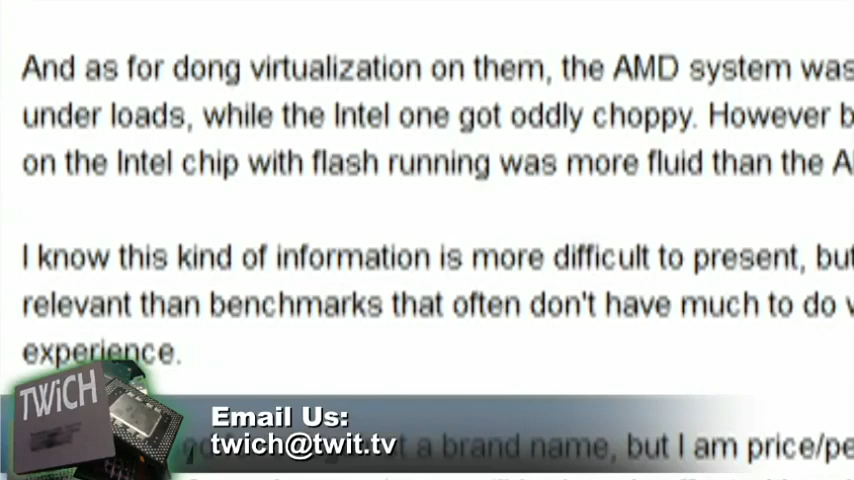 And as for dong virtualization on them, the AMD system was
under loads, while the Intel one got oddly choppy. However b
on the Intel chip with flash running was more fluid than the A
I know this kind of information is more difficult to present, but
relevant than benchmarks that often don't have much to do
experience.
TWiCH
Email Us:
twich@twit.tv
a brand name, but I am price/pe